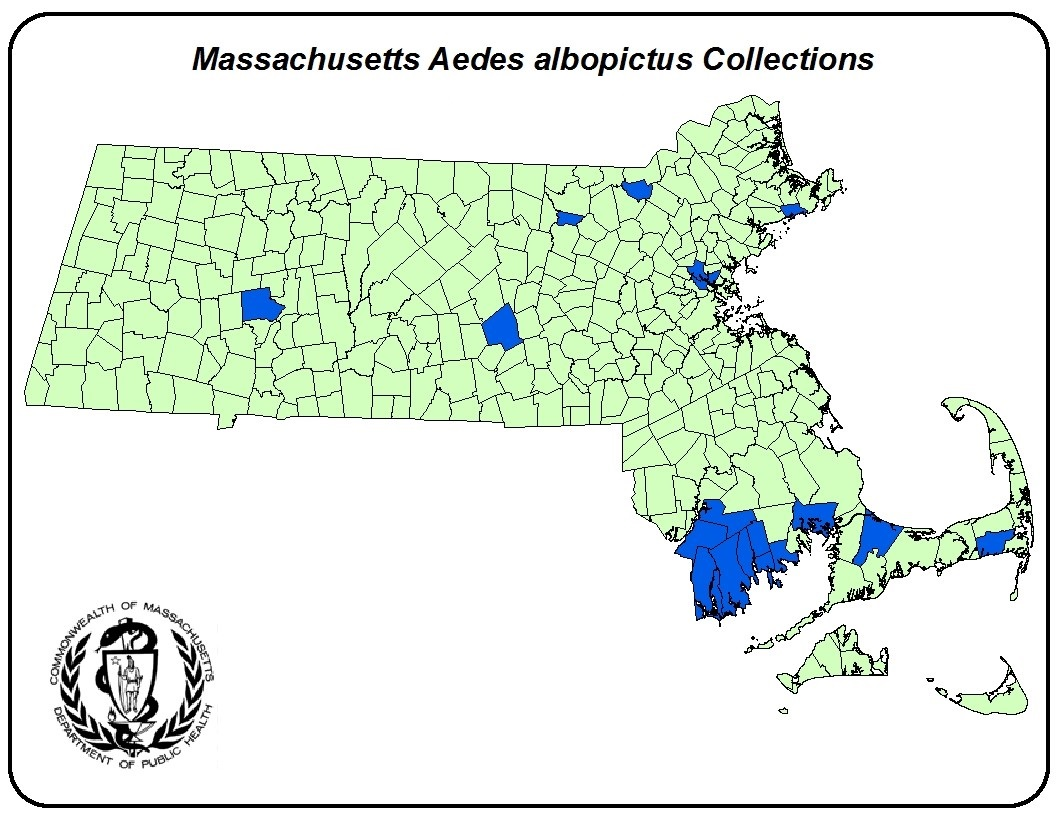 Massachusetts Aedes albopictus Collections
COMMONWEALTH OF MASSACHUSETTS
DEPARTMENT OF PUBLIC HEALTH